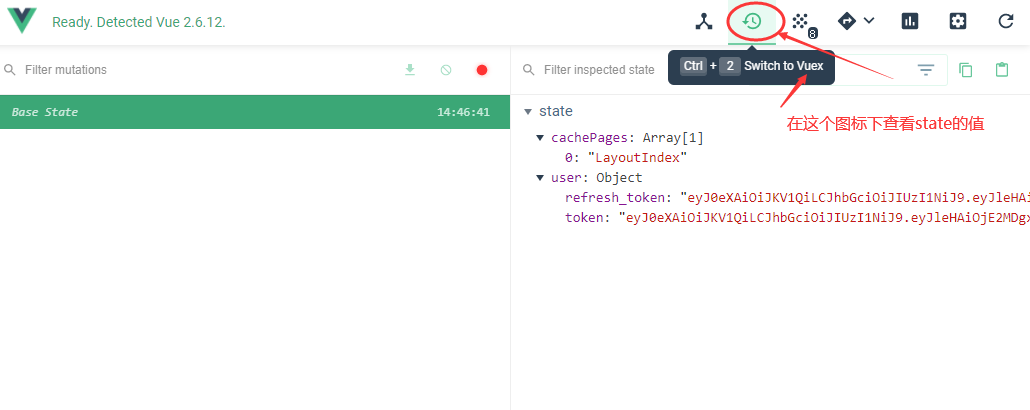 Ready. Detected Vue 2.6.12.
8
Filter mutations
Filter inspected state
Ctrl + 2 Switch to Vuex
Base State 14:46:41
在这个图标下查看state的值
state
cachePages: Array[1]
0: "LayoutIndex"
user: Object
refresh_token: "eyJ0eXAiOiJKV1QiLCJhbGciOiJIUzI1NiJ9.eyJleHAi
token: "eyJ0eXAiOiJKV1QiLCJhbGciOiJIUzI1NiJ9.eyJleHAiOjE2MDgx